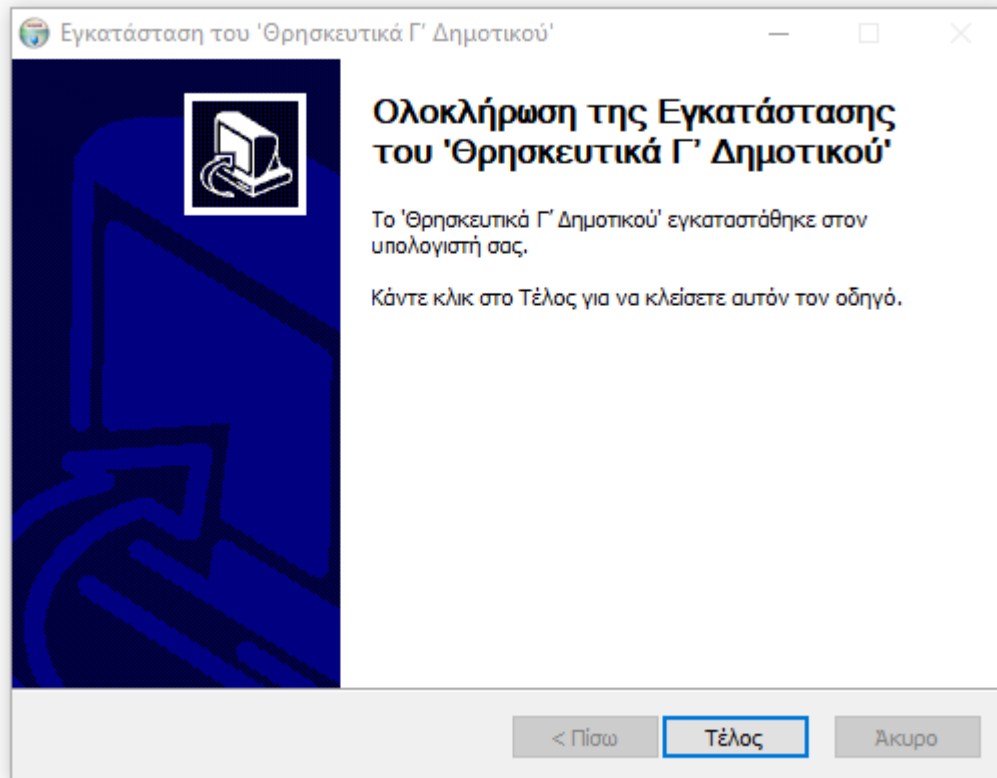 Εγκατάσταση του 'Θρησκευτικά Γ’ Δημοτικού'
Ολοκλήρωση της Εγκατάστασης
του 'Θρησκευτικά Γ’ Δημοτικού'
Το 'Θρησκευτικά Γ’ Δημοτικού' εγκαταστάθηκε στον
υπολογιστή σας.
Κάντε κλικ στο Τέλος για να κλείσετε αυτόν τον οδηγό.
< Πίσω
Τέλος
Άκυρο